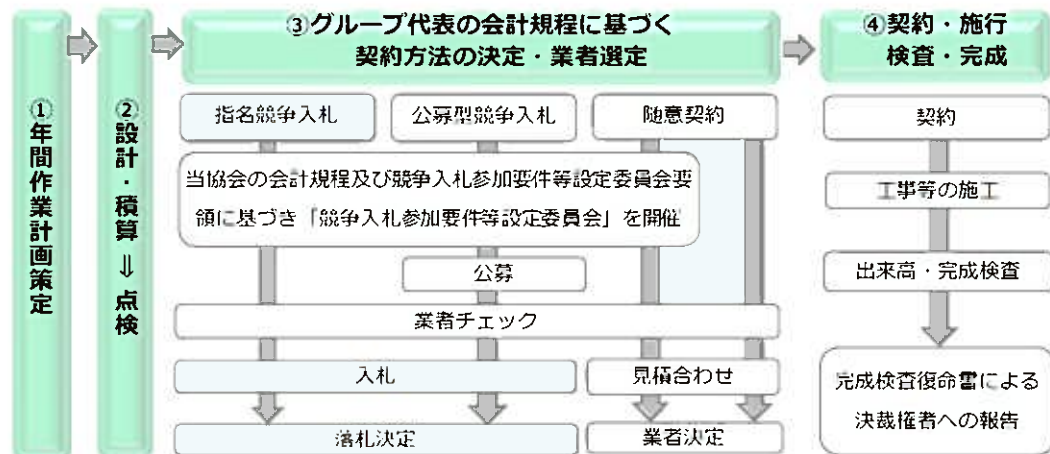 ①年間作業計画策定
②設計・積算⇒点検
③グループ代表の会計規程に基づく
契約方法の決定・業者選定
指名競争入札
公募型競争入札
随意契約
当協会の会計規程及び競争入札参加要件等設定委員会要
領に基づき「競争入札参加要件等設定委員会」を開催
公募
業者チェック
入札
見積合わせ
落札決定
業者決定
④契約・施行
検査・完成
契約
工事等の施工
出来高・完成検査
完成検査復命書による
決裁権者への報告